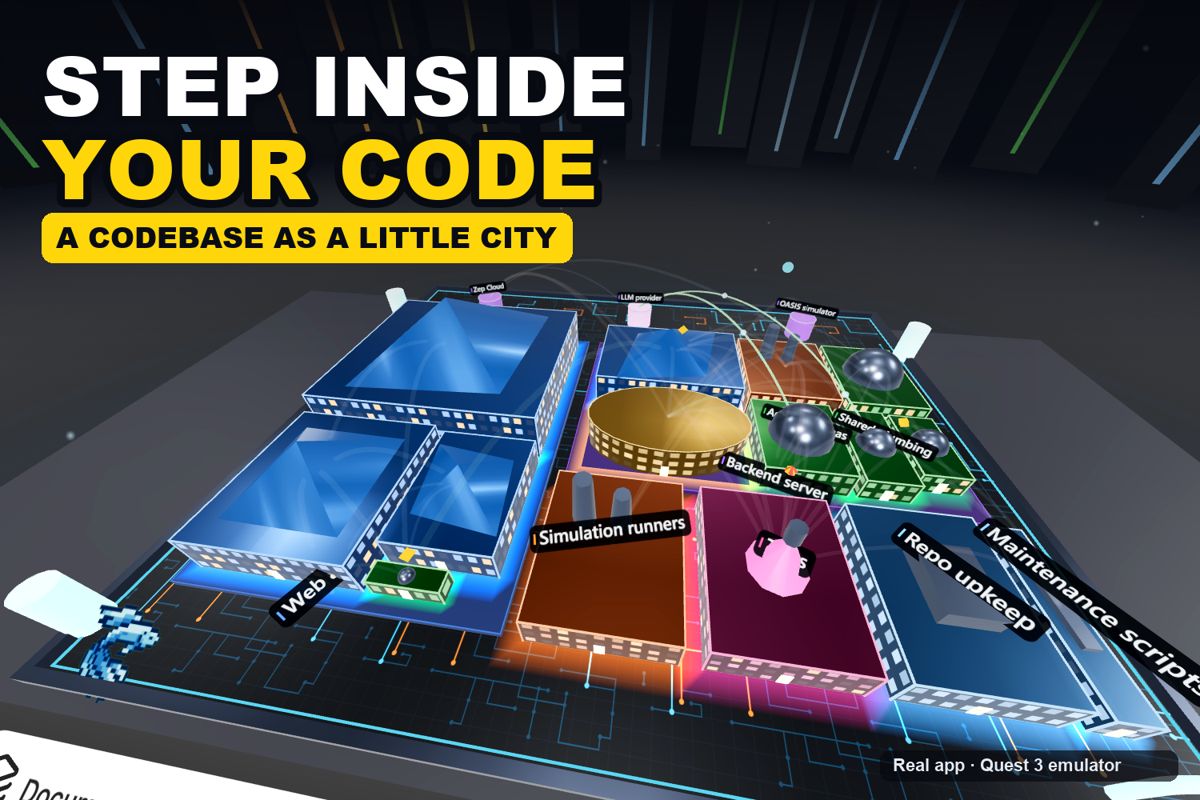 STEP INSIDE
YOUR CODE
A CODEBASE AS A LITTLE CITY
Zep Cloud
LLM provider
OASIS simulator
Shared
Backend server
Simulation runners
Web
Repo upkeep
Maintenance scripts
Real app · Quest 3 emulator